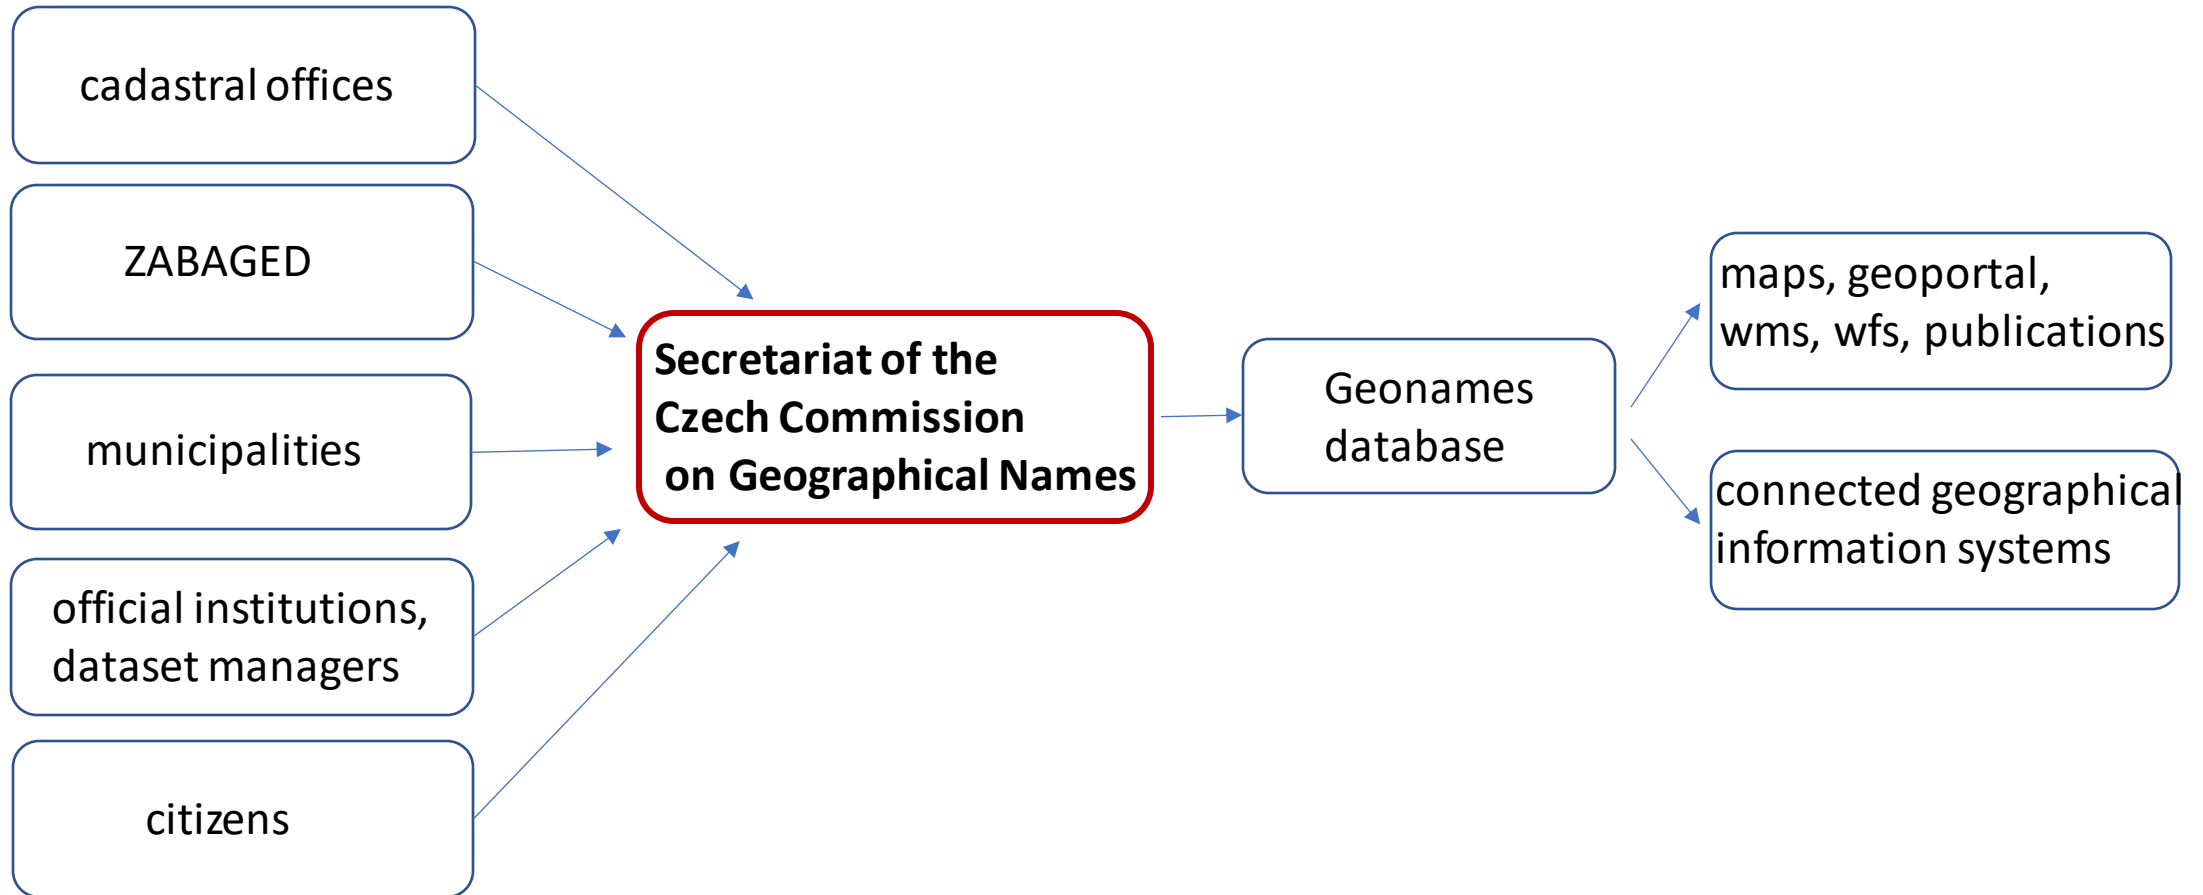 cadastral offices
ZABAGED
municipalities
official institutions,
dataset managers
citizens
Secretariat of the
Czech Commission
on Geographical Names
Geonames
database
maps, geoportal,
wms, wfs, publications
connected geographical
information systems